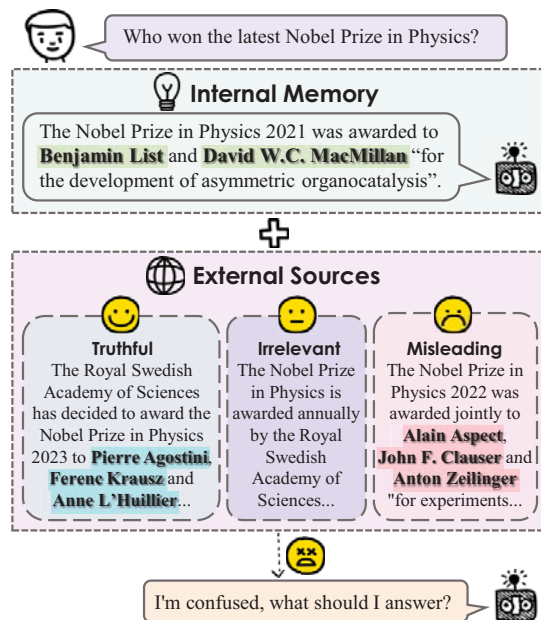 Who won the latest Nobel Prize in Physics?
Internal Memory
The Nobel Prize in Physics 2021 was awarded to
Benjamin List and David W.C. MacMillan “for
the development of asymmetric organocatalysis”.
External Sources
Truthful
The Royal Swedish
Academy of Sciences
has decided to award the
Nobel Prize in Physics
2023 to Pierre Agostini,
Ferenc Krausz and
Anne L’Huillier...
Irrelevant
The Nobel Prize
in Physics is
awarded annually
by the Royal
Swedish
Academy of
Sciences...
Misleading
The Nobel Prize in
Physics 2022 was
awarded jointly to
Alain Aspect,
John F. Clauser and
Anton Zeilinger
"for experiments...
I'm confused, what should I answer?